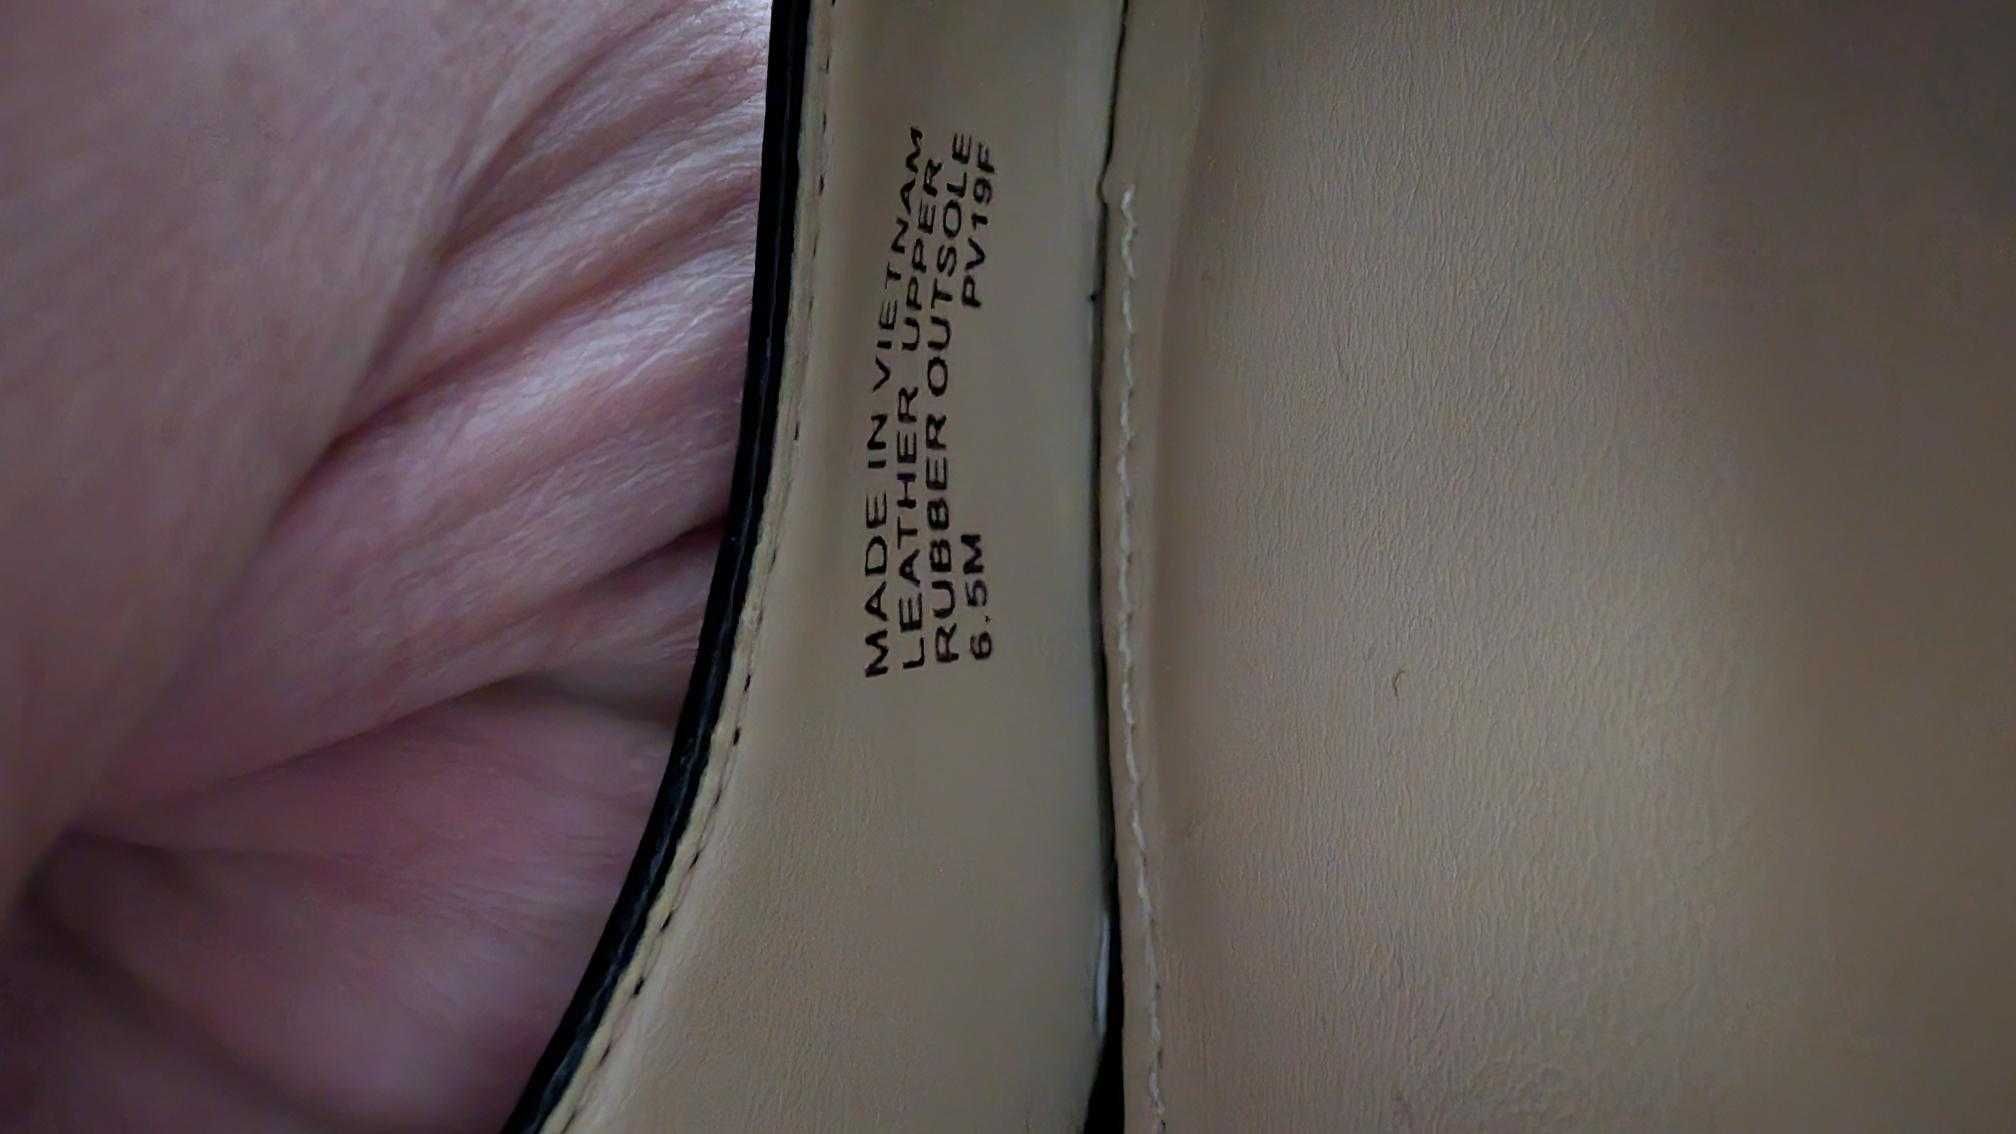 MADE IN VIETNAM
LEATHER UPPER
RUBBER OUTSOLE
6.5M PV19F